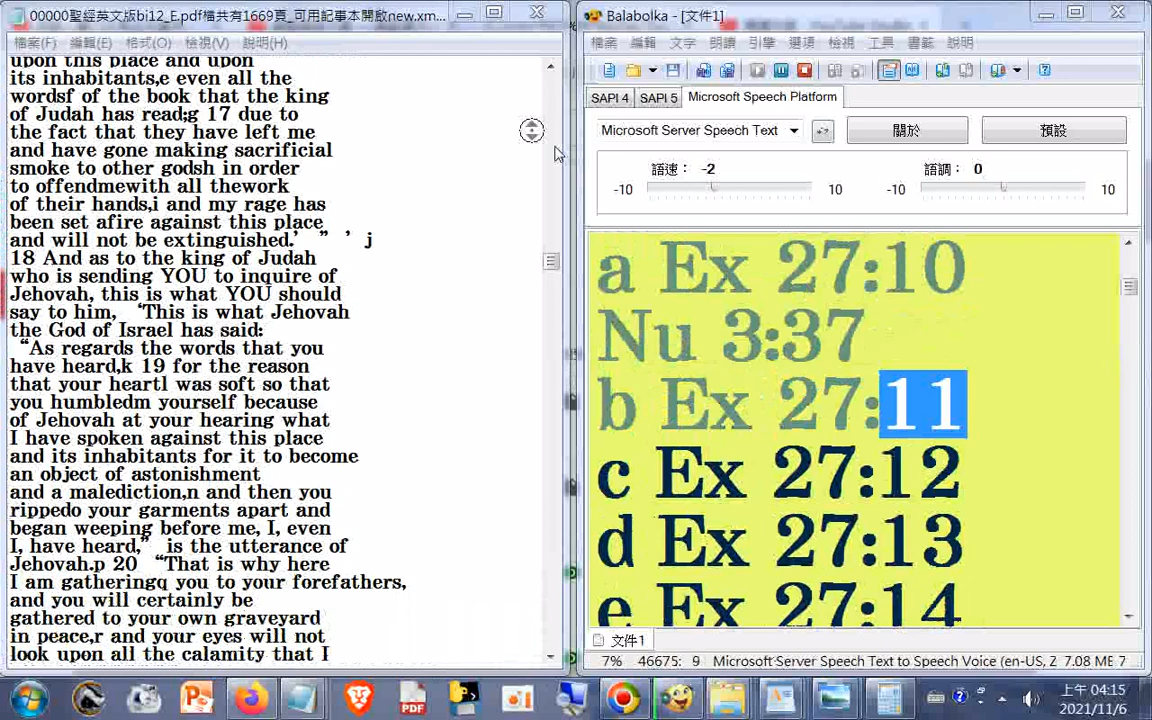 00000聖經英文版bi12_E.pdf檔共有1669頁_可用記事本開啟new.xm...
檔案(F) 編輯(E) 格式(O) 檢視(V) 說明(H)
upon this place and upon
its inhabitants,e even all the
wordsf of the book that the king
of Judah has read;g 17 due to
the fact that they have left me
and have gone making sacrificial
smoke to other godsh in order
to offendmewith all thework
of their hands,i and my rage has
been set afire against this place
and will not be extinguished.’ ” ’ j
18 And as to the king of Judah
who is sending YOU to inquire of
Jehovah, this is what YOU should
say to him, ‘This is what Jehovah
the God of Israel has said:
“As regards the words that you
have heard,k 19 for the reason
that your heartl was soft so that
you humbledm yourself because
of Jehovah at your hearing what
I have spoken against this place
and its inhabitants for it to become
an object of astonishment
and a malediction,n and then you
rippedo your garments apart and
began weeping before me, I, even
I, have heard,” is the utterance of
Jehovah.p 20 “That is why here
I am gatheringq you to your forefathers,
and you will certainly be
gathered to your own graveyard
in peace,r and your eyes will not
look upon all the calamity that I
Balabolka - [文件1]
檔案 編輯 文字 朗讀 引擎 選項 檢視 工具 書籤 說明
SAPI 4 SAPI 5 Microsoft Speech Platform
Microsoft Server Speech Text 關於 預設
語速: -2 語調: 0
-10 10 -10 10
a Ex 27:10
Nu 3:37
b Ex 27:11
c Ex 27:12
d Ex 27:13
e Ex 27:14
文件1
7% 46675: 9 Microsoft Server Speech Text to Speech Voice (en-US, Z 7.08 MB 7
上午 04:15
2021/11/6